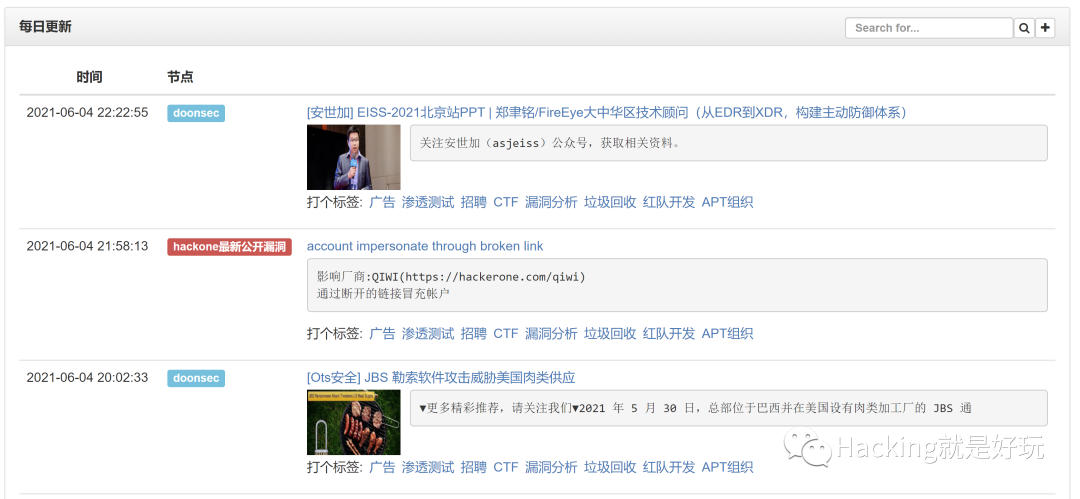 每日更新
Search for...
时间 节点
2021-06-04 22:22:55 doonsec [安世加] EISS-2021北京站PPT | 郑聿铭/FireEye大中华区技术顾问（从EDR到XDR，构建主动防御体系）
关注安世加（asjeiss）公众号，获取相关资料。
打个标签: 广告 渗透测试 招聘 CTF 漏洞分析 垃圾回收 红队开发 APT组织
2021-06-04 21:58:13 hackone最新公开漏洞 account impersonate through broken link
影响厂商:QIWI(https://hackerone.com/qiwi)
通过断开的链接冒充帐户
打个标签: 广告 渗透测试 招聘 CTF 漏洞分析 垃圾回收 红队开发 APT组织
2021-06-04 20:02:33 doonsec [Ots安全] JBS 勒索软件攻击威胁美国肉类供应
▼更多精彩推荐，请关注我们▼2021 年 5 月 30 日，总部位于巴西并在美国设有肉类加工厂的 JBS 通
打个标签: 广告 渗透测试 招聘 CTF 漏洞分析 垃圾回收 红队开发 APT组织
Hacking就是好玩